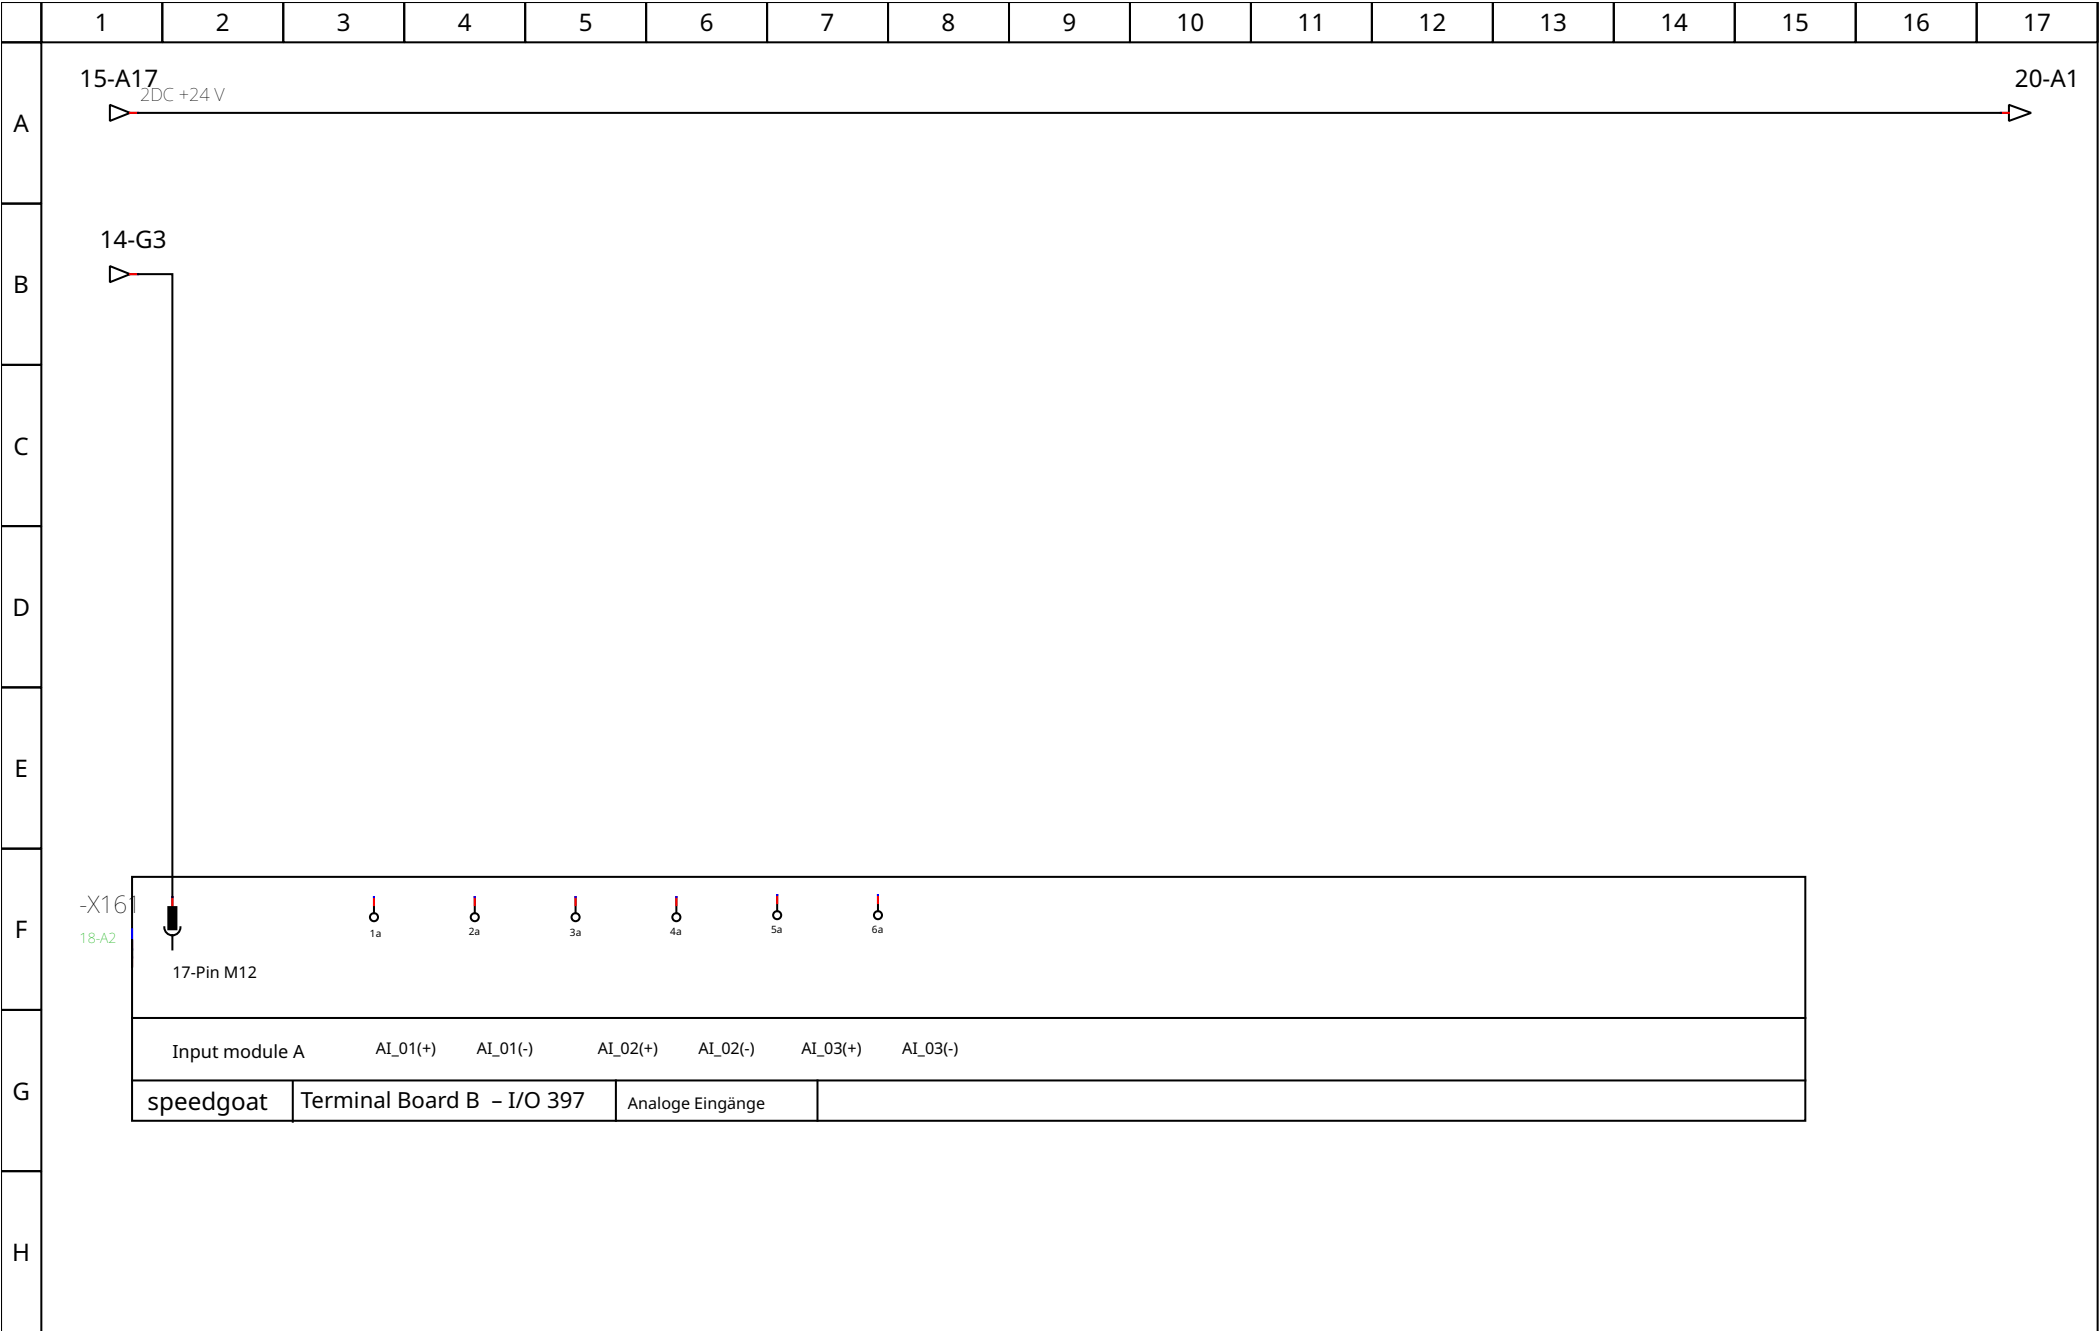 1 2 3 4 5 6 7 8 9 10 11 12 13 14 15 16 17
15-A17 20-A1
2DC +24 V
A
14-G3
B
C
D
E
-X161
F
18-A2
1a 2a 3a 4a 5a 6a
17-Pin M12
Input module A AI_01(+) AI_01(-) AI_02(+) AI_02(-) AI_03(+) AI_03(-)
G
speedgoat Terminal Board B – I/O 397 Analoge Eingänge
H